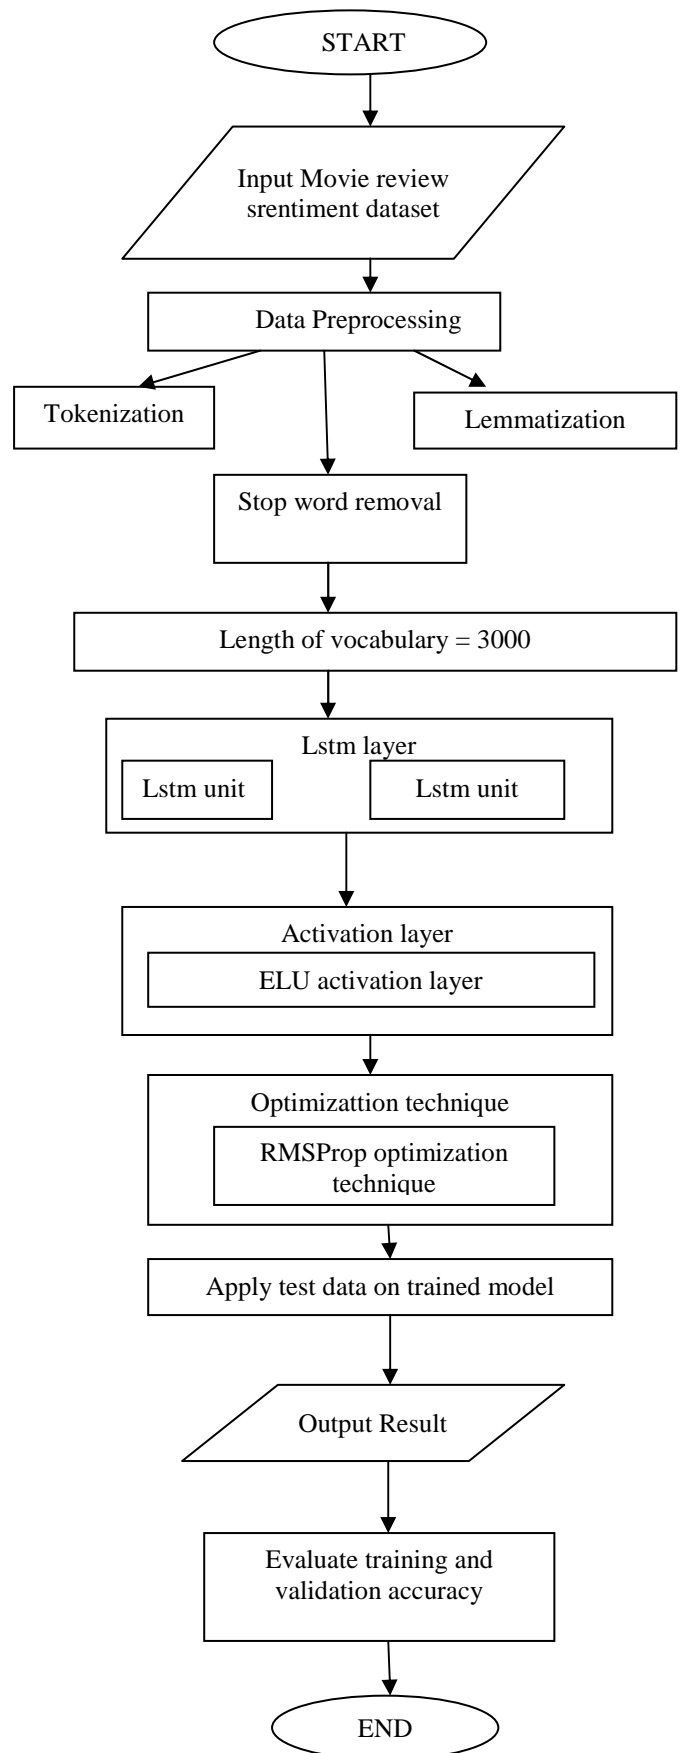 START
Input Movie review
srentiment dataset
Data Preprocessing
Tokenization
Lemmatization
Stop word removal
Length of vocabulary = 3000
Lstm layer
Lstm unit
Lstm unit
Activation layer
ELU activation layer
Optimizattion technique
RMSProp optimization
technique
Apply test data on trained model
Output Result
Evaluate training and
validation accuracy
END